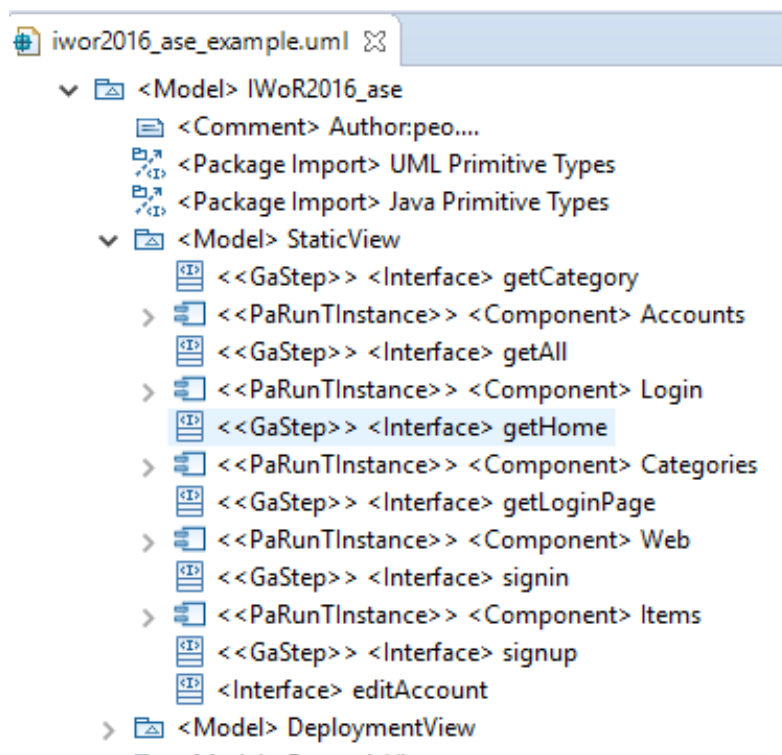 iwor2016_ase_example.uml
<Model> IWoR2016_ase
<Comment> Author:peo....
<Package Import> UML Primitive Types
<Package Import> Java Primitive Types
<Model> StaticView
<<GaStep>> <Interface> getCategory
<<PaRunTInstance>> <Component> Accounts
<<GaStep>> <Interface> getAll
<<PaRunTInstance>> <Component> Login
<<GaStep>> <Interface> getHome
<<PaRunTInstance>> <Component> Categories
<<GaStep>> <Interface> getLoginPage
<<PaRunTInstance>> <Component> Web
<<GaStep>> <Interface> signin
<<PaRunTInstance>> <Component> Items
<<GaStep>> <Interface> signup
<Interface> editAccount
<Model> DeploymentView